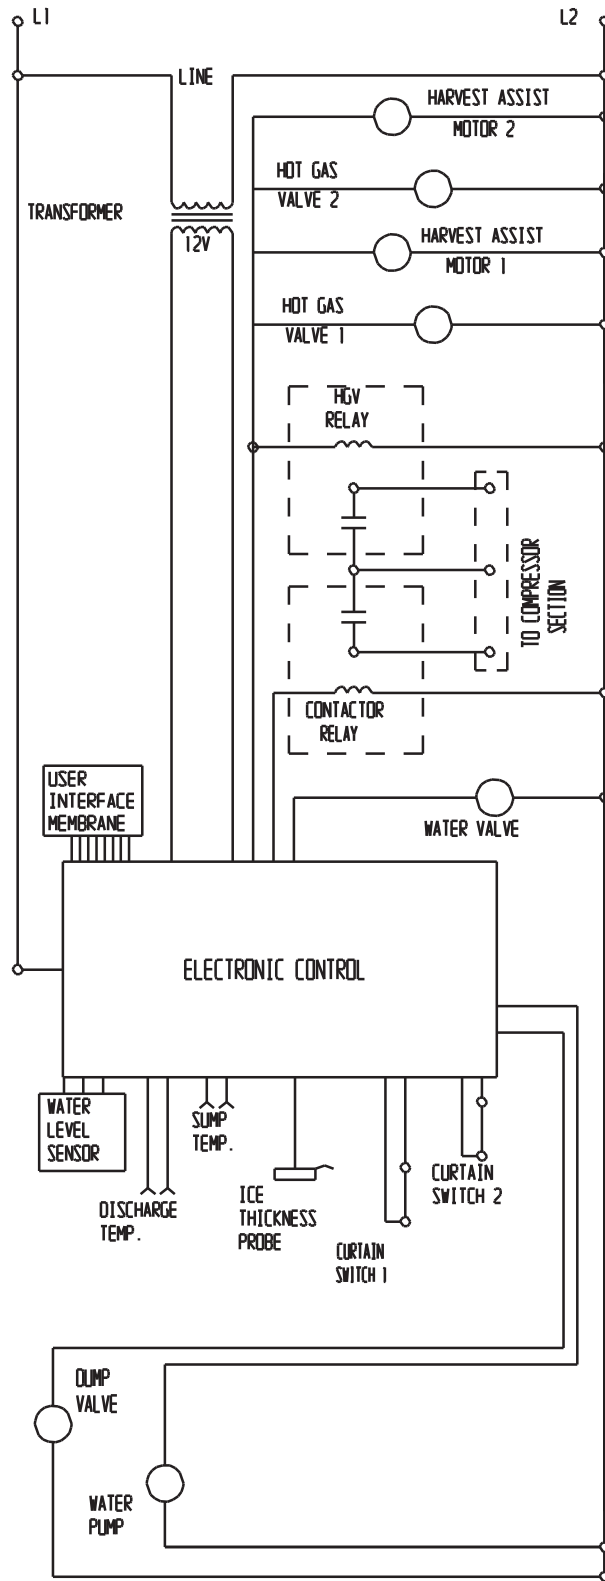 L1
L2
LINE
HARVEST ASSIST
MOTOR 2
HOT GAS
VALVE 2
TRANSFORMER
12V
HARVEST ASSIST
MOTOR 1
HOT GAS
VALVE 1
HGV
RELAY
TO COMPRESSOR
SECTION
CONTACTOR
RELAY
USER
INTERFACE
MEMBRANE
WATER VALVE
ELECTRONIC CONTROL
WATER
LEVEL
SENSOR
SUMP
TEMP.
DISCHARGE
TEMP.
ICE
THICKNESS
PROBE
CURTAIN
SWITCH 2
CURTAIN
SWITCH 1
DUMP
VALVE
WATER
PUMP